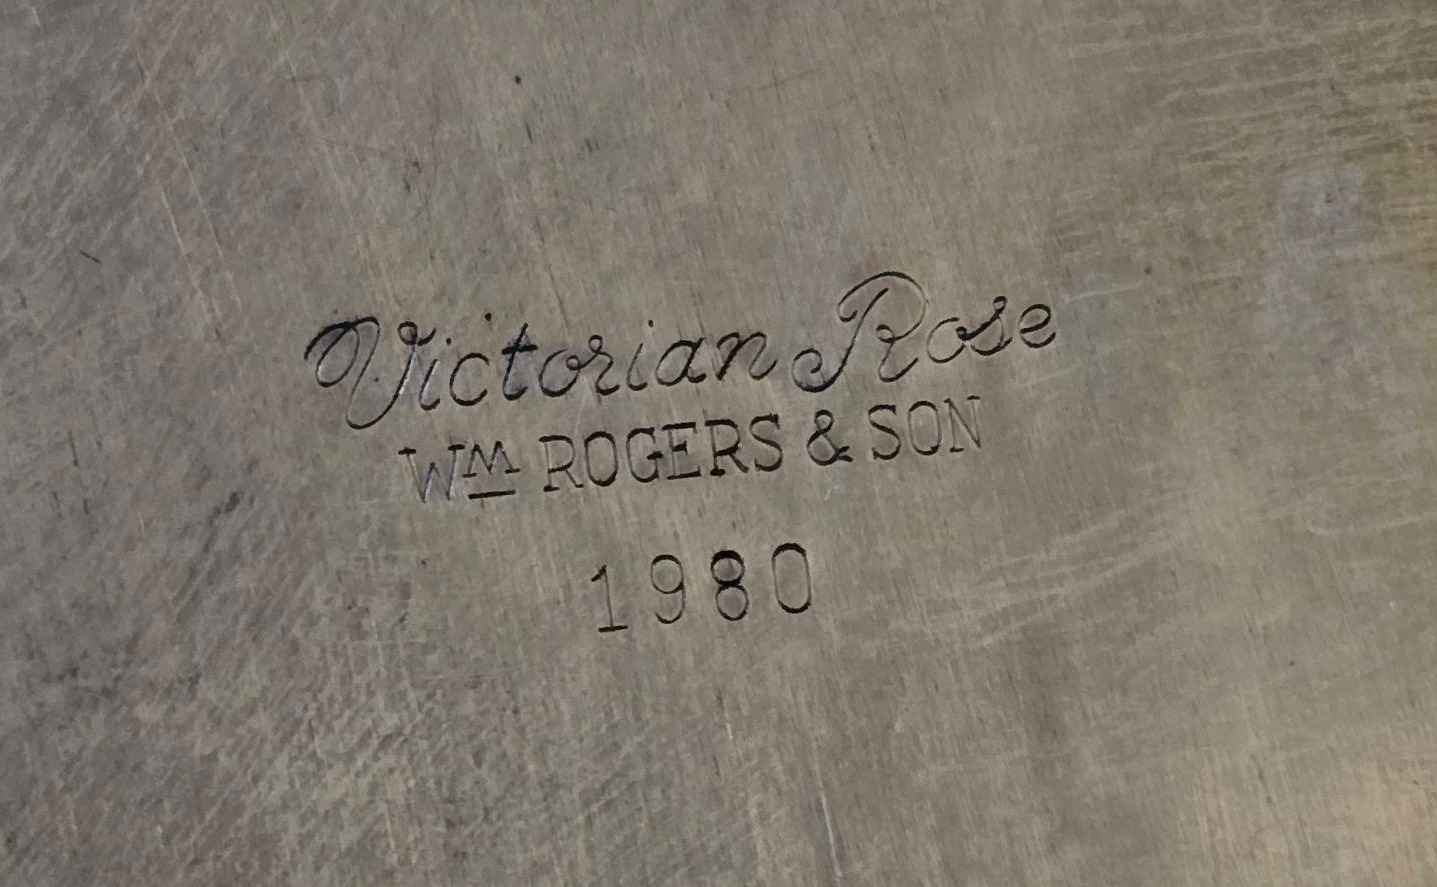 Victorian Rose
WM ROGERS & SON
1980